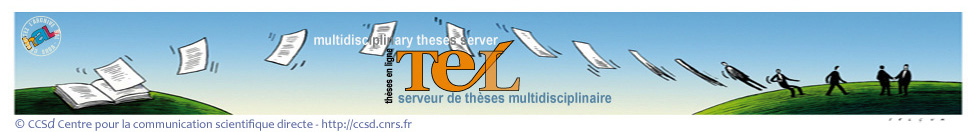 HAL
multidisciplinary theses server
thèses en ligne
TEL
serveur de thèses multidisciplinaire
© CCSd Centre pour la communication scientifique directe - http://ccsd.cnrs.fr